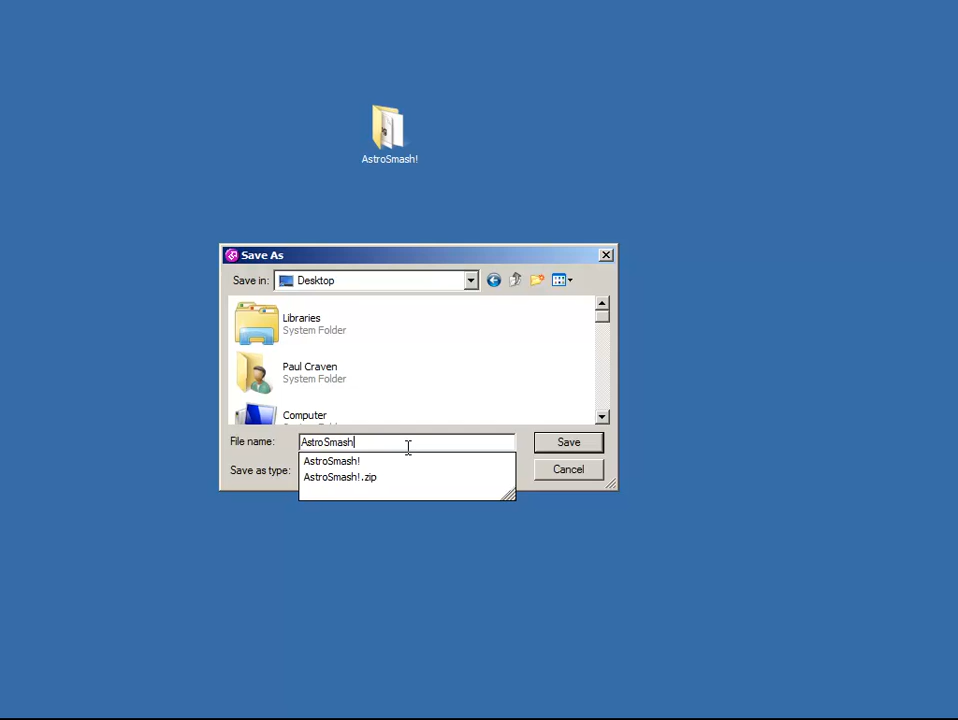 AstroSmash!
Save As
Save in: Desktop
Libraries
System Folder
Paul Craven
System Folder
Computer
File name: AstroSmash Save
AstroSmash!
Save as type: Cancel
AstroSmash!.zip